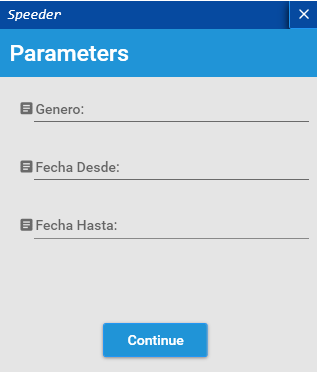 Speeder
Parameters
Genero:
Fecha Desde:
Fecha Hasta:
Continue